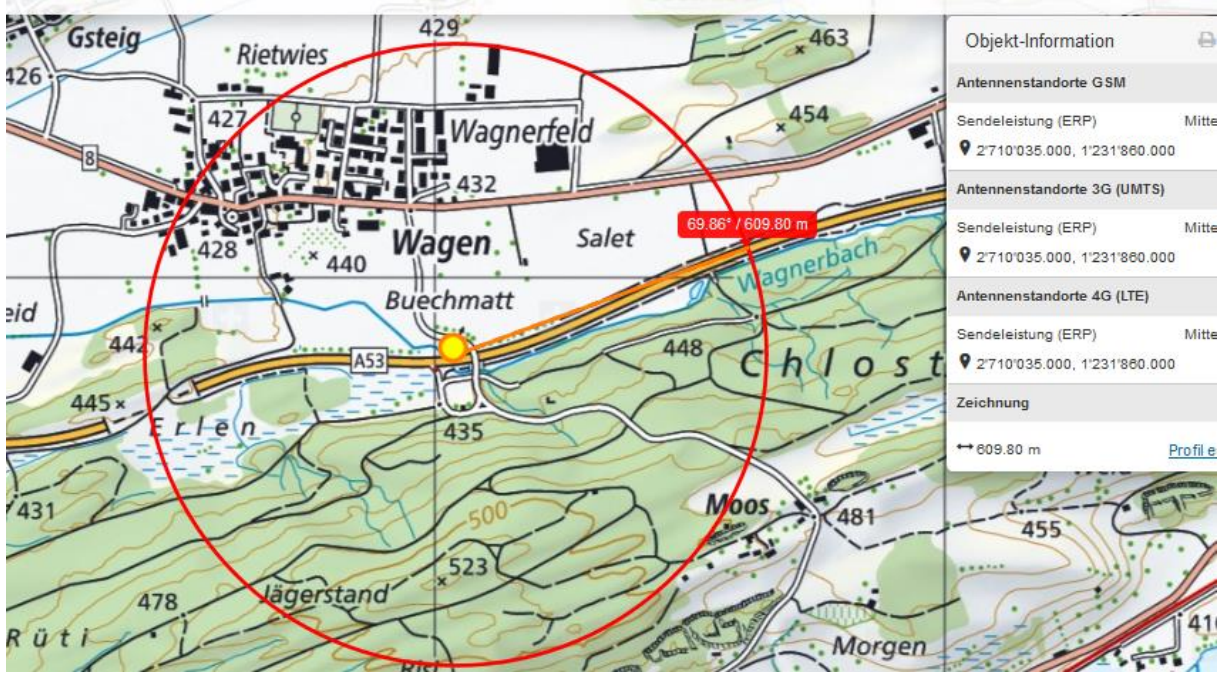 Gsteig
429
463
Rietwies
426
427
454
Wagnerfeld
8
432
69.86° / 609.80 m
428
440
Wagen
Salet
Wagnerbach
eid
Buechmatt
442
A53
448
Chlost
445
Erlen
435
431
500
Moos
481
455
523
478
Jägerstand
Rüti
Morgen
Risi
41
Objekt-Information
Antennenstandorte GSM
Sendeleistung (ERP) Mitte
2'710'035.000, 1'231'860.000
Antennenstandorte 3G (UMTS)
Sendeleistung (ERP) Mitte
2'710'035.000, 1'231'860.000
Antennenstandorte 4G (LTE)
Sendeleistung (ERP) Mitte
2'710'035.000, 1'231'860.000
Zeichnung
609.80 m Profil e